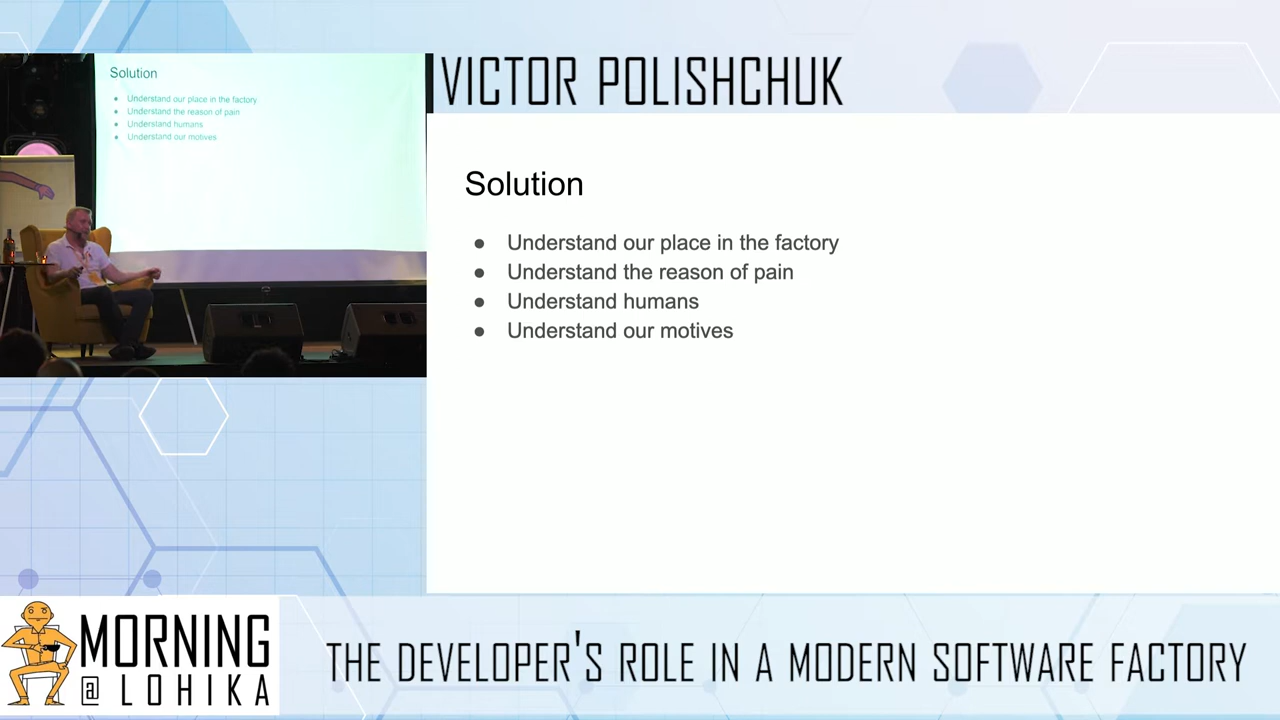 VICTOR POLISHCHUK
Solution
● Understand our place in the factory
● Understand the reason of pain
● Understand humans
● Understand our motives
Solution
● Understand our place in the factory
● Understand the reason of pain
● Understand humans
● Understand our motives
MORNING
@ LOHIKA
THE DEVELOPER'S ROLE IN A MODERN SOFTWARE FACTORY